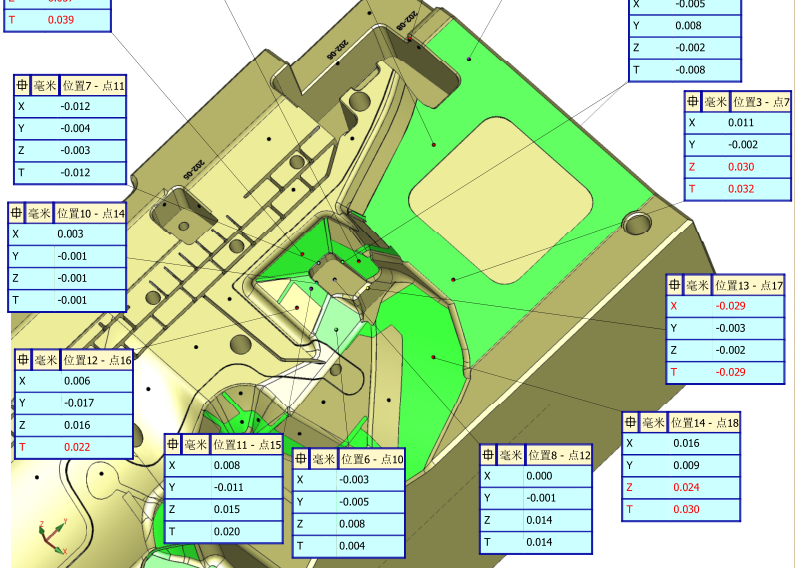 T 0.039
X -0.005
Y 0.008
Z -0.002
T -0.008
202-08
202-06
202-05
毫米 位置7 - 点11
X -0.012
Y -0.004
Z -0.003
T -0.012
毫米 位置3 - 点7
X 0.011
Y -0.002
Z 0.030
T 0.032
毫米 位置10 - 点14
X 0.003
Y -0.001
Z -0.001
T -0.001
毫米 位置13 - 点17
X -0.029
Y -0.003
Z -0.002
T -0.029
毫米 位置12 - 点16
X 0.006
Y -0.017
Z 0.016
T 0.022
毫米 位置14 - 点18
X 0.016
Y 0.009
Z 0.024
T 0.030
毫米 位置11 - 点15
X 0.008
Y -0.011
Z 0.015
T 0.020
毫米 位置6 - 点10
X -0.003
Y -0.005
Z 0.008
T 0.004
毫米 位置8 - 点12
X 0.000
Y -0.001
Z 0.014
T 0.014
Z Y
X